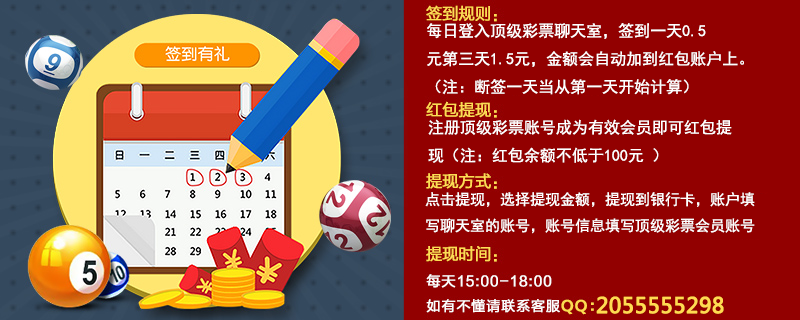 签到有礼
9
日 一 二 三 四 五 六
1 2 3 4
5 6 7 8 9 10 11
12 13 14 15 16 17 18
21 22 23
28 29 30
12
5
10
签到规则：
每日登入顶级彩票聊天室，签到一天0.5
元第三天1.5元，金额会自动加到红包账户上。
（注：断签一天当从第一天开始计算）
红包提现：
注册顶级彩票账号成为有效会员即可红包提
现（注：红包余额不低于100元 ）
提现方式：
点击提现，选择提现金额，提现到银行卡，账户填
写聊天室的账号，账号信息填写顶级彩票会员账号
提现时间：
每天15:00-18:00
如有不懂请联系客服QQ:2055555298